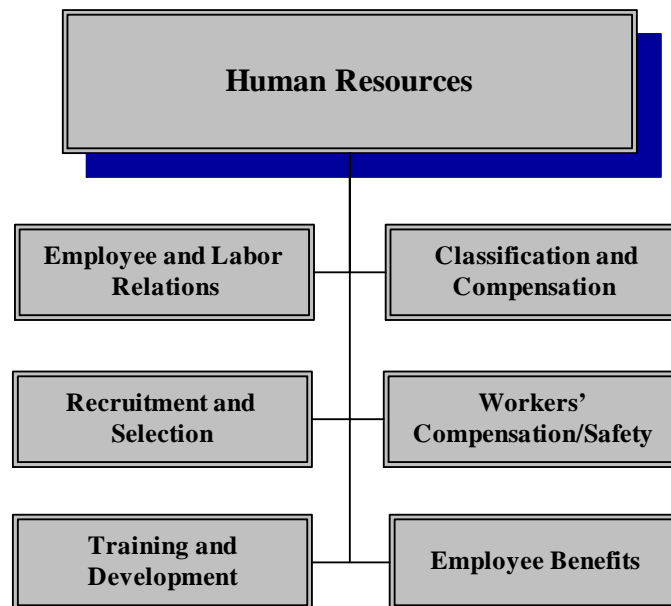 Human Resources
Employee and Labor
Relations
Classification and
Compensation
Recruitment and
Selection
Workers’
Compensation/Safety
Training and
Development
Employee Benefits